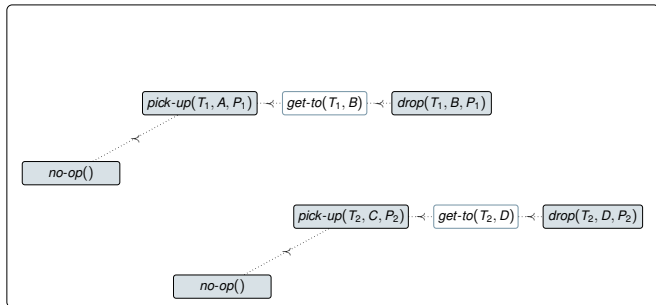 pick-up(T₁, A, P₁) ≺ get-to(T₁, B) ≺ drop(T₁, B, P₁)
≺
no-op()
pick-up(T₂, C, P₂) ≺ get-to(T₂, D) ≺ drop(T₂, D, P₂)
≺
no-op()